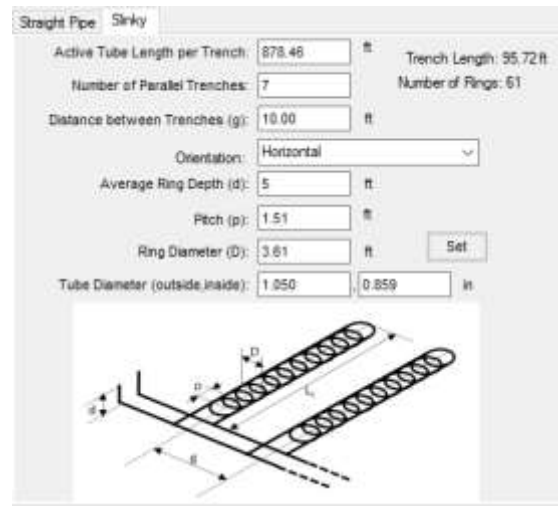 Straight Pipe Slinky
Active Tube Length per Trench: 878.46 ft Trench Length: 95.72 ft
Number of Parallel Trenches: 7 Number of Rings: 61
Distance between Trenches (g): 10.00 ft
Orientation: Horizontal
Average Ring Depth (d): 5 ft
Pitch (p): 1.51 ft
Ring Diameter (D): 3.61 ft Set
Tube Diameter (outside,inside): 1.050 , 0.859 in
D
p
d
g